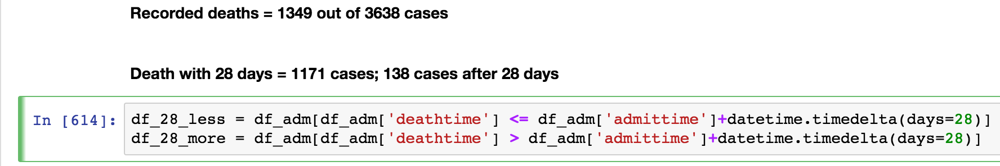 Recorded deaths = 1349 out of 3638 cases
Death with 28 days = 1171 cases; 138 cases after 28 days
In [614]: df_28_less = df_adm[df_adm['deathtime'] <= df_adm['admittime']+datetime.timedelta(days=28)]
df_28_more = df_adm[df_adm['deathtime'] > df_adm['admittime']+datetime.timedelta(days=28)]